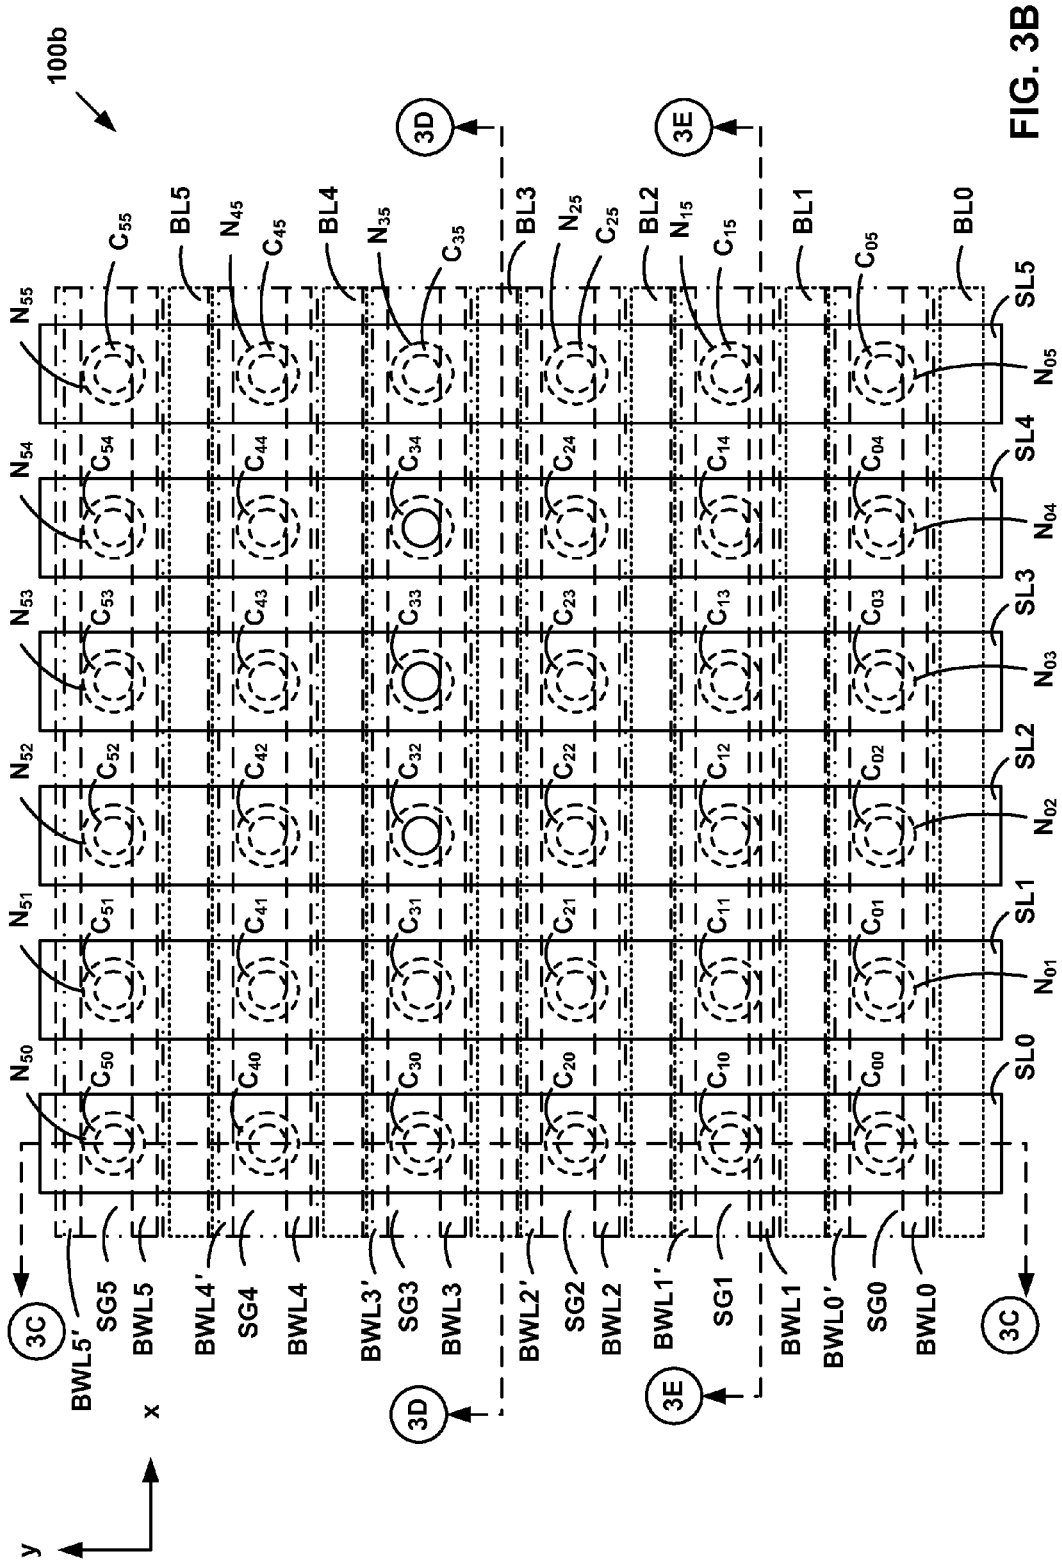 100b
N₅₀
N₅₁
N₅₂
N₅₃
N₅₄
N₅₅
C₅₀
C₅₁
C₅₂
C₅₃
C₅₄
C₅₅
3C
BWL5'
SG5
BWL5
BL5
C₄₀
C₄₁
C₄₂
C₄₃
C₄₄
N₄₅
C₄₅
BWL4'
SG4
BWL4
BL4
C₃₀
C₃₁
C₃₂
C₃₃
C₃₄
N₃₅
C₃₅
BWL3'
SG3
BWL3
3D
3D
BL3
C₂₀
C₂₁
C₂₂
C₂₃
C₂₄
N₂₅
C₂₅
BWL2'
SG2
BWL2
BL2
C₁₀
C₁₁
C₁₂
C₁₃
C₁₄
N₁₅
C₁₅
BWL1'
SG1
BWL1
3E
3E
BL1
C₀₀
C₀₁
C₀₂
C₀₃
C₀₄
C₀₅
BWL0'
SG0
BWL0
BL0
3C
SL0
SL1
SL2
SL3
SL4
SL5
N₀₁
N₀₂
N₀₃
N₀₄
N₀₅
y
x
FIG. 3B